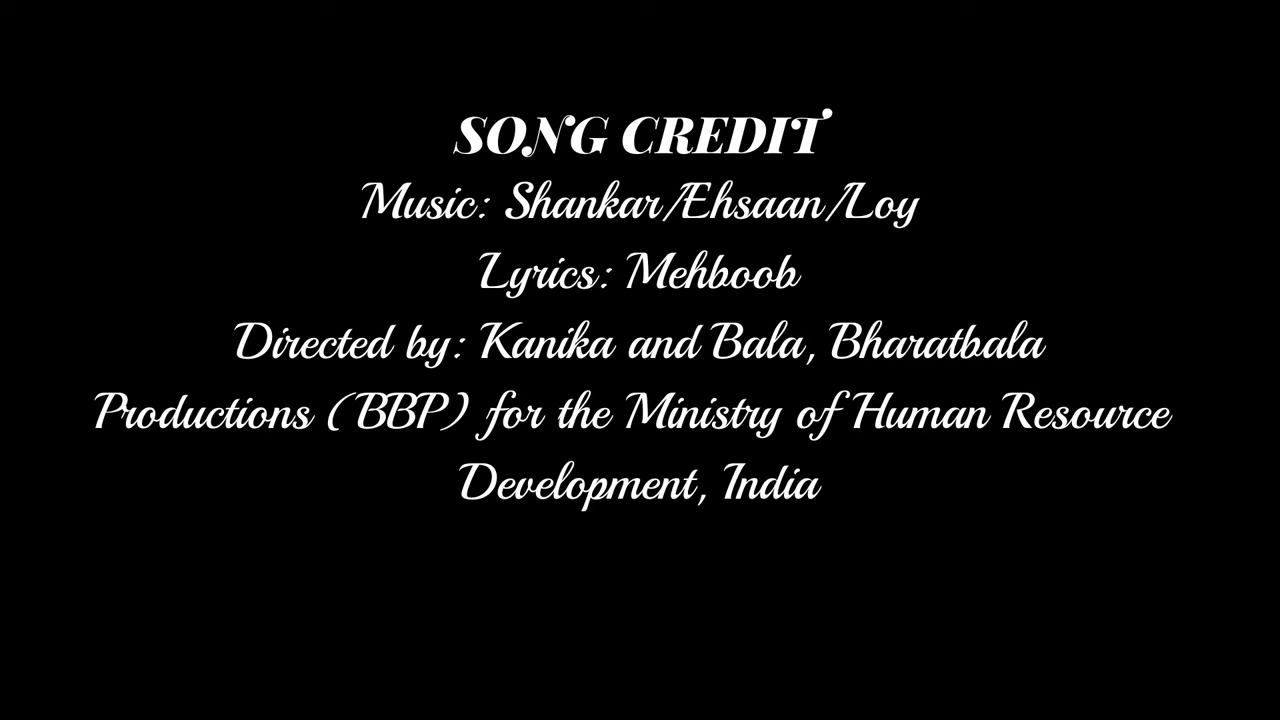 SONG CREDIT
Music: Shankar/Ehsaan/Loy
Lyrics: Mehboob
Directed by: Kanika and Bala, Bharatbala
Productions (BBP) for the Ministry of Human Resource
Development, India